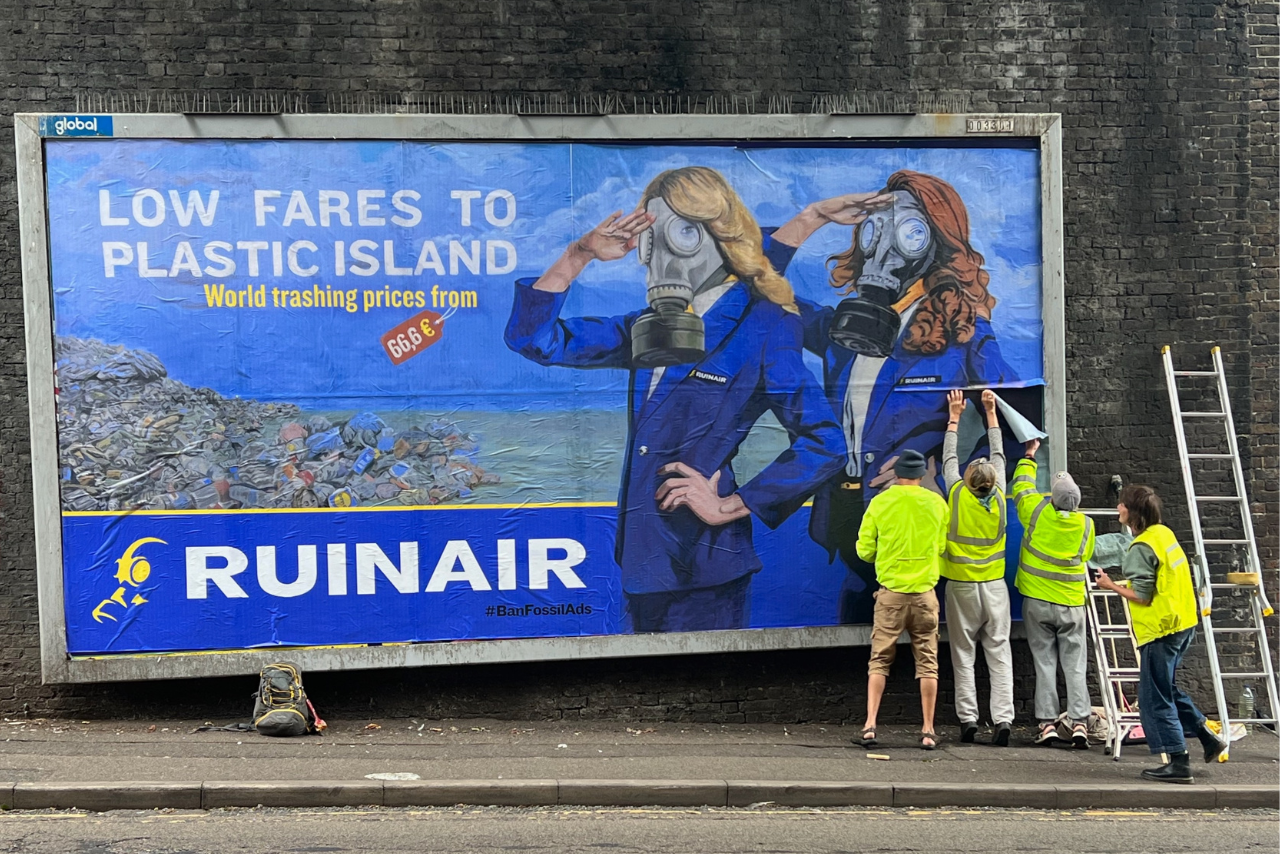 global
LOW FARES TO
PLASTIC ISLAND
World trashing prices from
66,6 €
RUINAIR
RUINAIR
RUINAIR
#BanFossilAds